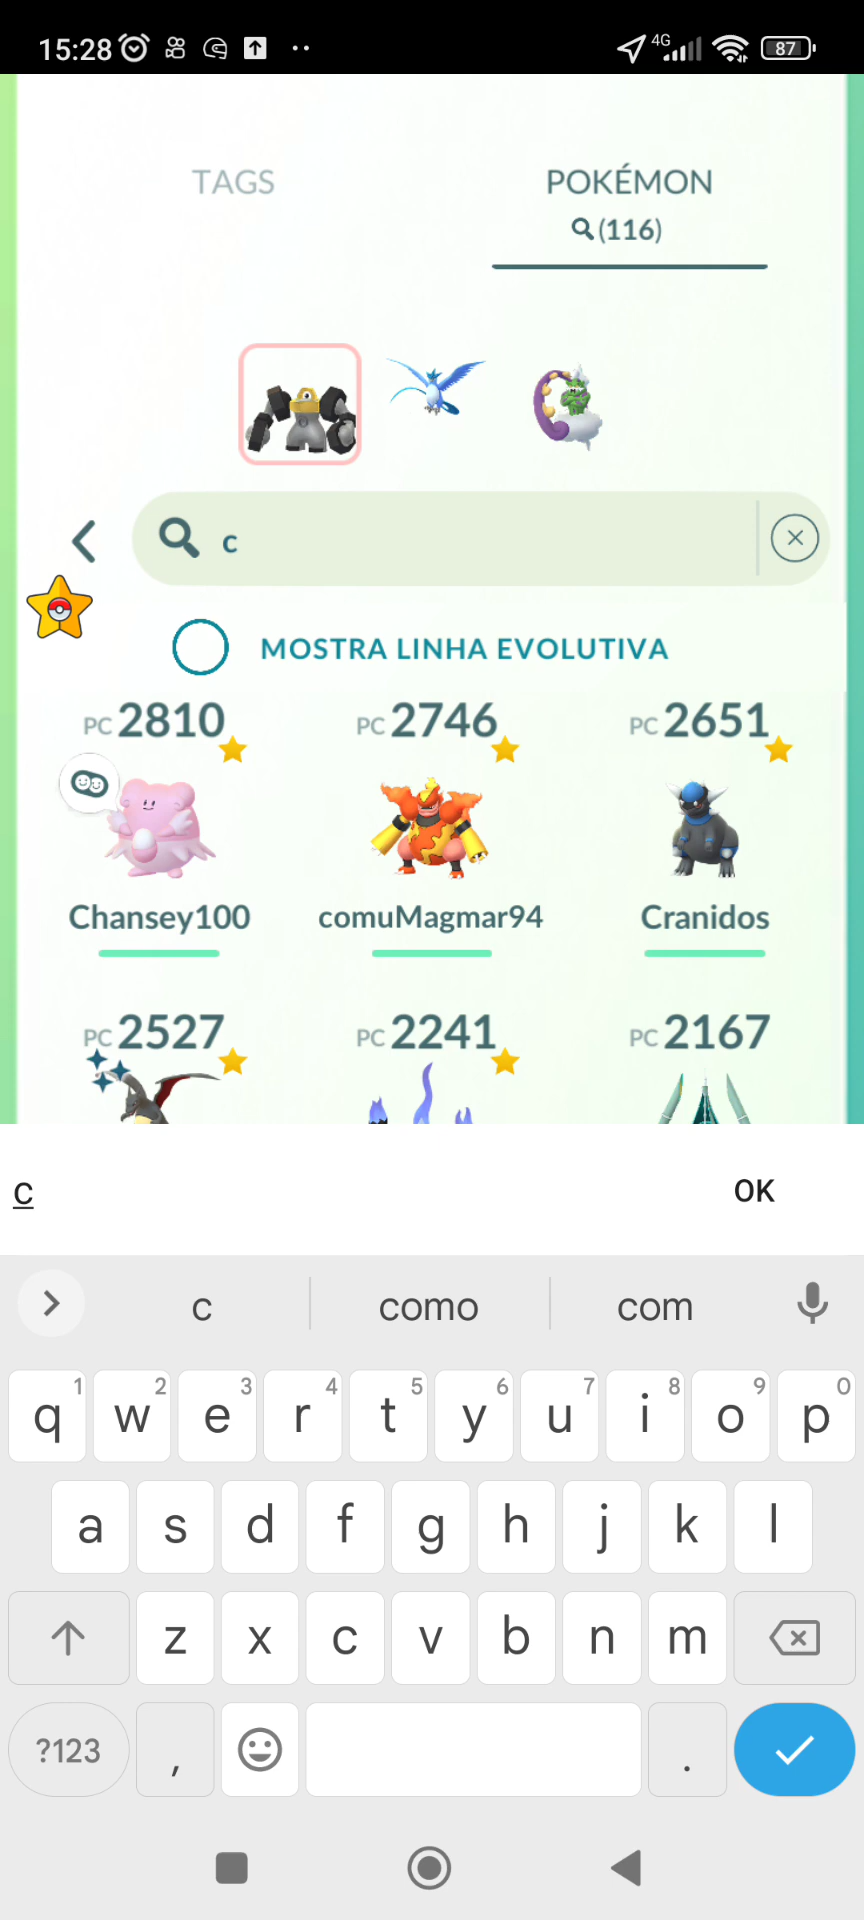 15:28 4G 87
TAGS POKÉMON
(116)
c
MOSTRA LINHA EVOLUTIVA
PC 2810 PC 2746 PC 2651
Chansey100 comuMagmar94 Cranidos
PC 2527 PC 2241 PC 2167
c OK
c como com
q 1 w 2 e 3 r 4 t 5 y 6 u 7 i 8 o 9 p 0
a s d f g h j k l
z x c v b n m
?123 , .